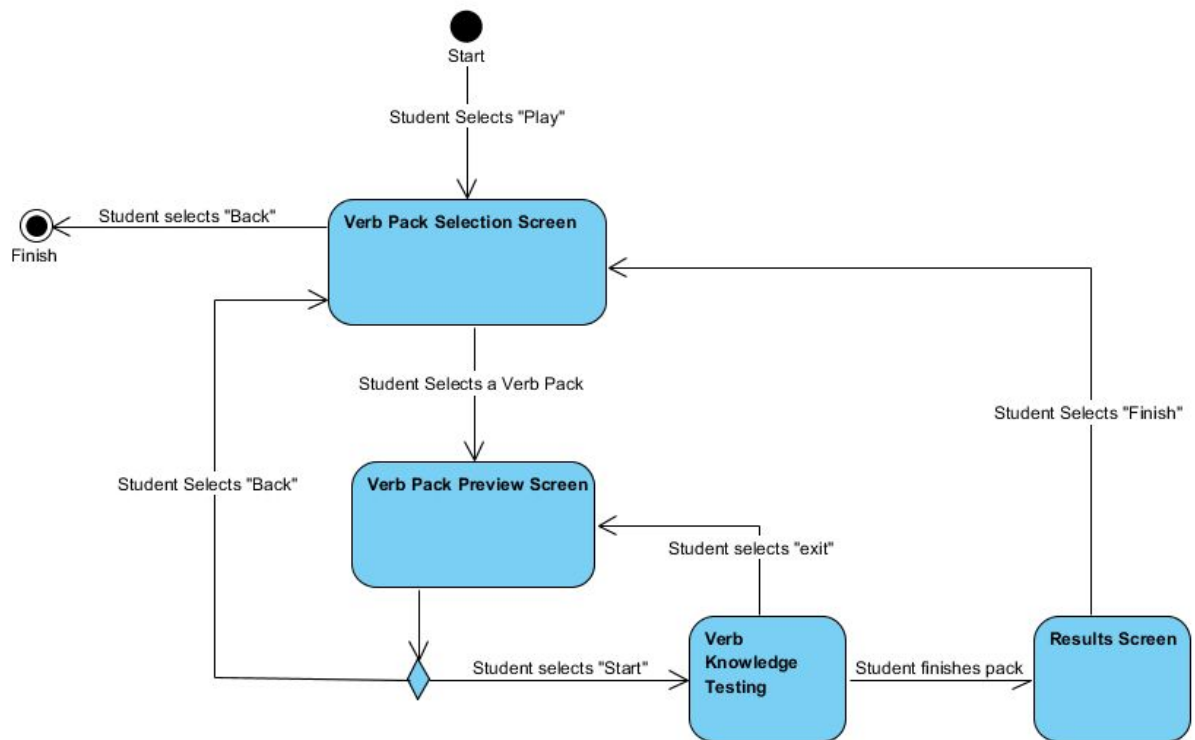 Start
Student Selects "Play"
Student selects "Back"
Verb Pack Selection Screen
Finish
Student Selects a Verb Pack
Student Selects "Finish"
Student Selects "Back"
Verb Pack Preview Screen
Student selects "exit"
Verb
Knowledge
Testing
Results Screen
Student selects "Start"
Student finishes pack